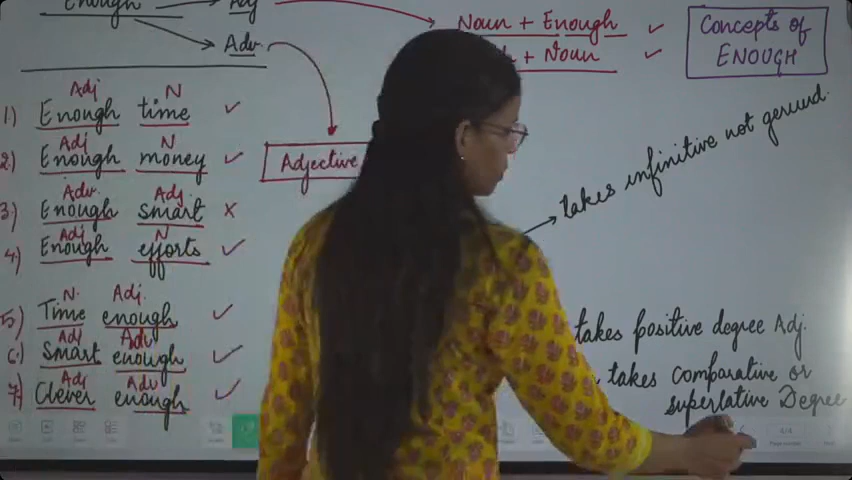 Enough Adj
Adv.
Noun + Enough ✓
+ Noun ✓
Concepts of
ENOUGH
Adj N
1) Enough time ✓
Adj N
2) Enough money ✓
Adv. Adj.
3) Enough smart x
Adj N
4) Enough efforts ✓
N. Adj.
5) Time enough ✓
Adj Adv
6.) Smart enough ✓
Adj Adv
7.) Clever enough ✓
Adjective
takes infinitive not gerund.
takes positive degree Adj.
takes comparative or
superlative Degree